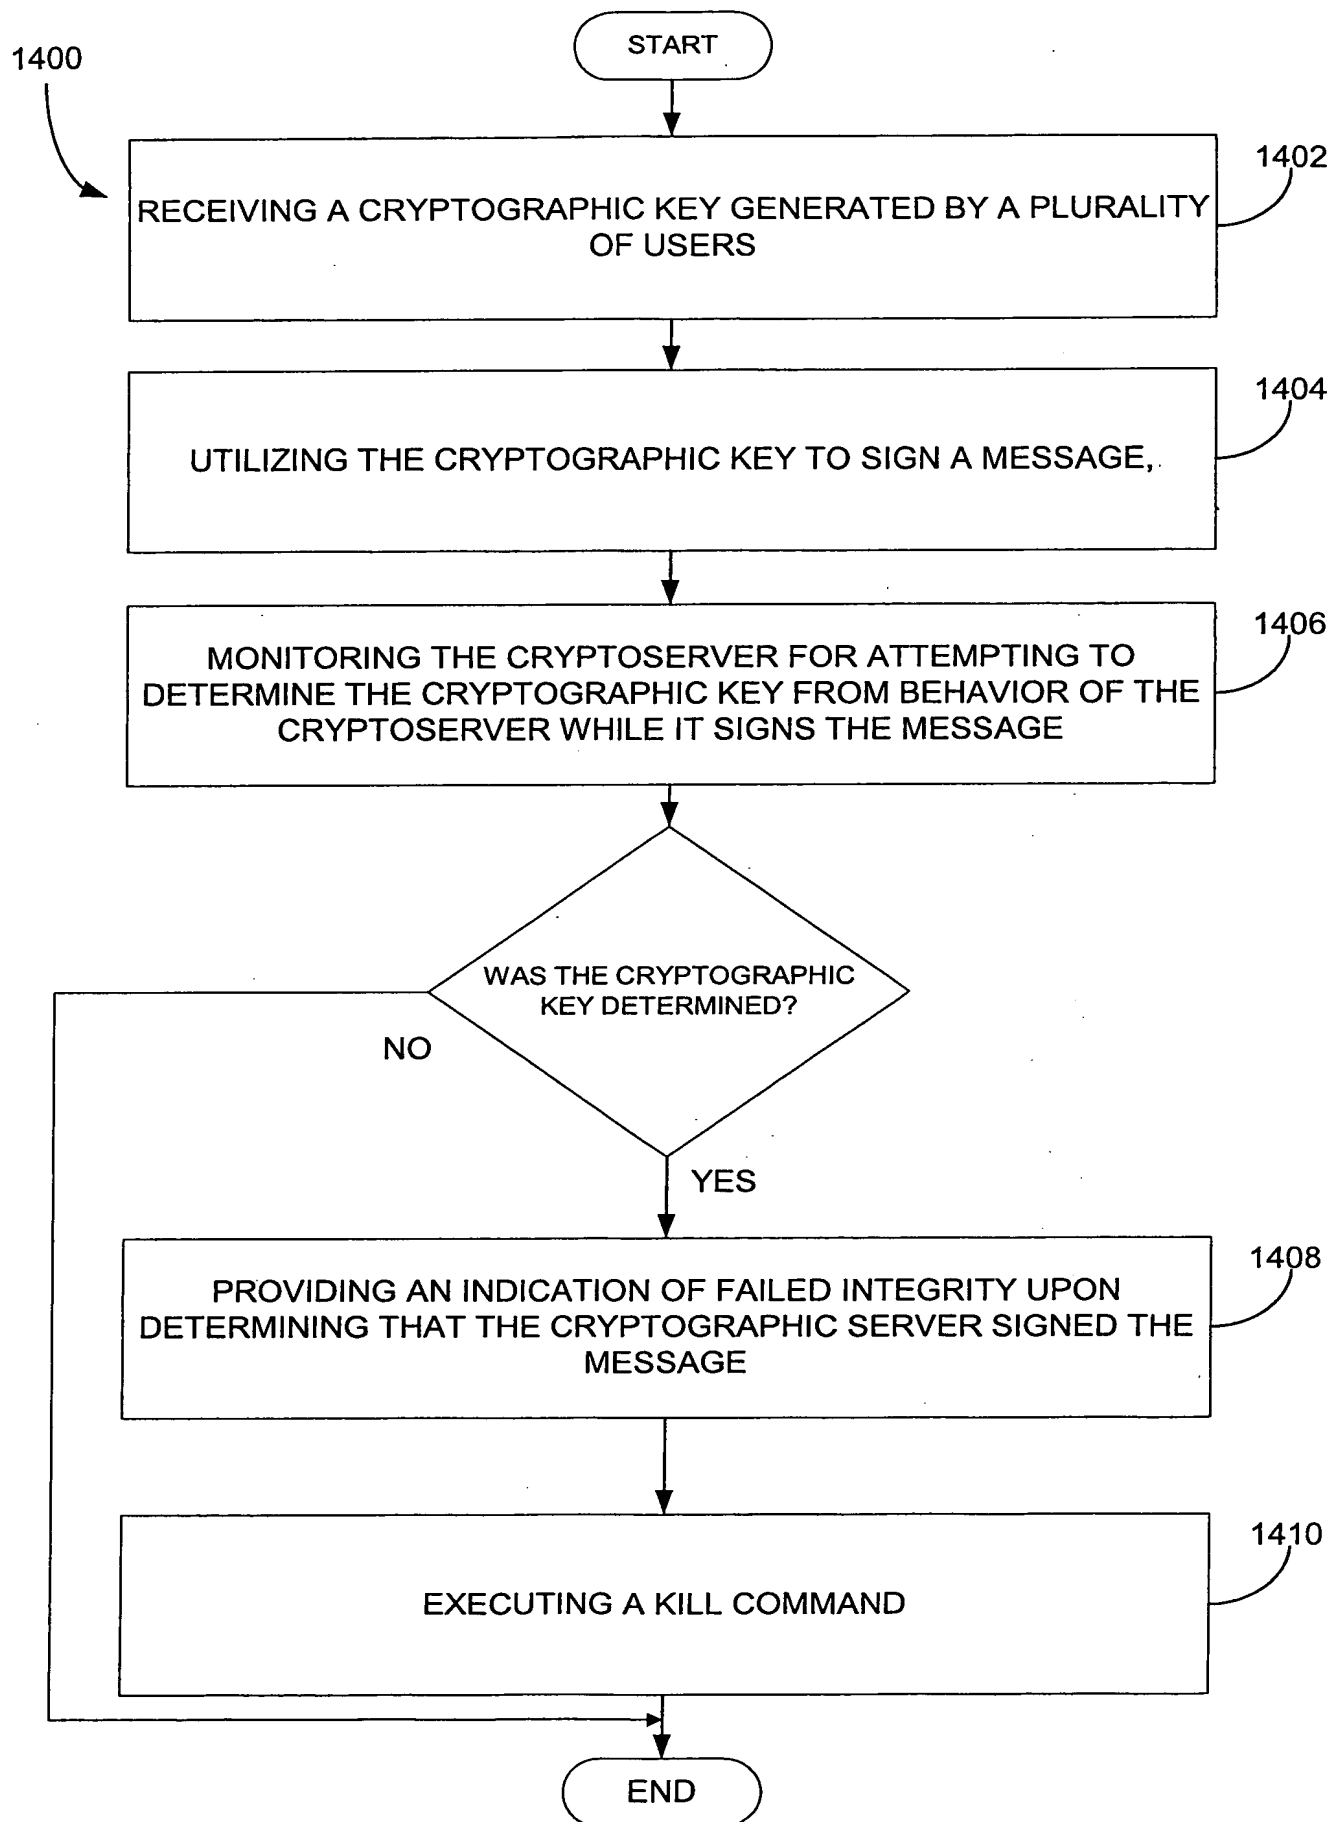 START
1400
1402
RECEIVING A CRYPTOGRAPHIC KEY GENERATED BY A PLURALITY
OF USERS
1404
UTILIZING THE CRYPTOGRAPHIC KEY TO SIGN A MESSAGE,
1406
MONITORING THE CRYPTOSERVER FOR ATTEMPTING TO
DETERMINE THE CRYPTOGRAPHIC KEY FROM BEHAVIOR OF THE
CRYPTOSERVER WHILE IT SIGNS THE MESSAGE
WAS THE CRYPTOGRAPHIC
KEY DETERMINED?
NO
YES
1408
PROVIDING AN INDICATION OF FAILED INTEGRITY UPON
DETERMINING THAT THE CRYPTOGRAPHIC SERVER SIGNED THE
MESSAGE
1410
EXECUTING A KILL COMMAND
END